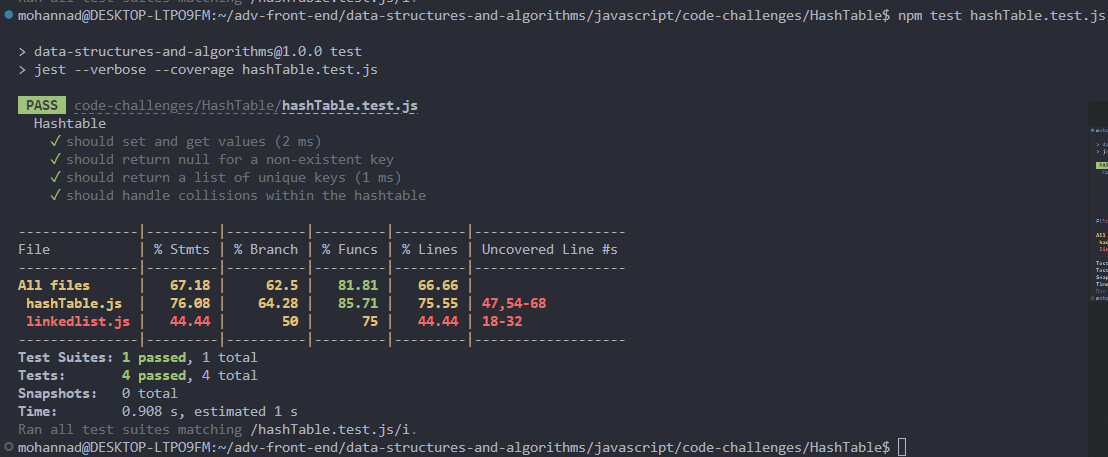 Ran all test suites matching /hashTable.test.js/i.
mohannad@DESKTOP-LTPO9FM:~/adv-front-end/data-structures-and-algorithms/javascript/code-challenges/HashTable$ npm test hashTable.test.js
> data-structures-and-algorithms@1.0.0 test
> jest --verbose --coverage hashTable.test.js
PASS code-challenges/HashTable/hashTable.test.js
Hashtable
✓ should set and get values (2 ms)
✓ should return null for a non-existent key
✓ should return a list of unique keys (1 ms)
✓ should handle collisions within the hashtable
---------------|---------|----------|---------|---------|-------------------
File | % Stmts | % Branch | % Funcs | % Lines | Uncovered Line #s
---------------|---------|----------|---------|---------|-------------------
All files | 67.18 | 62.5 | 81.81 | 66.66 |
hashTable.js | 76.08 | 64.28 | 85.71 | 75.55 | 47,54-68
linkedlist.js | 44.44 | 50 | 75 | 44.44 | 18-32
---------------|---------|----------|---------|---------|-------------------
Test Suites: 1 passed, 1 total
Tests: 4 passed, 4 total
Snapshots: 0 total
Time: 0.908 s, estimated 1 s
Ran all test suites matching /hashTable.test.js/i.
mohannad@DESKTOP-LTPO9FM:~/adv-front-end/data-structures-and-algorithms/javascript/code-challenges/HashTable$